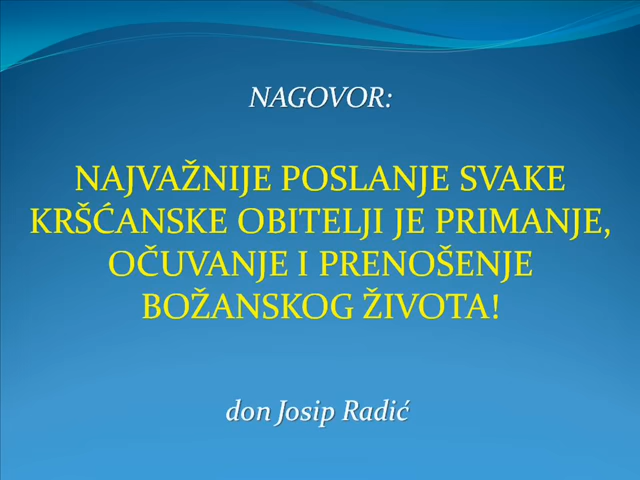 NAGOVOR:
NAJVAŽNIJE POSLANJE SVAKE
KRŠĆANSKE OBITELJI JE PRIMANJE,
OČUVANJE I PRENOŠENJE
BOŽANSKOG ŽIVOTA!
don Josip Radić